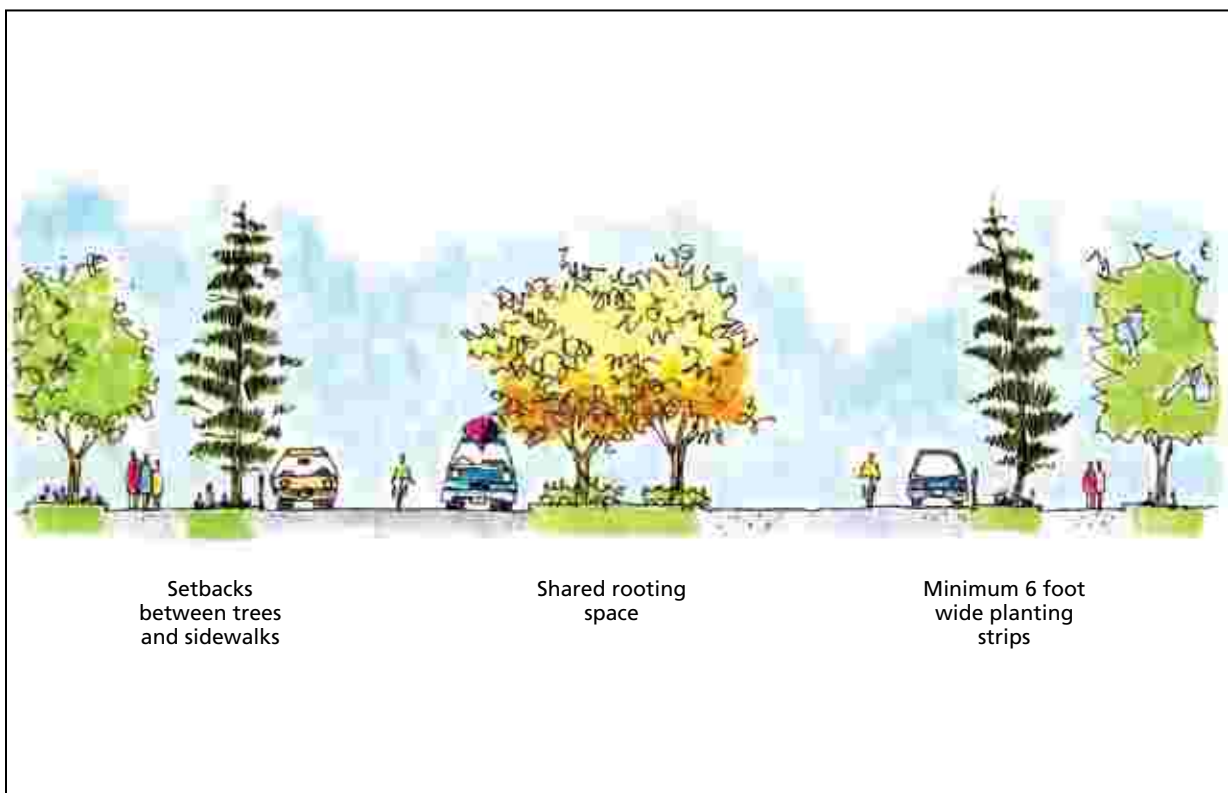 Setbacks
between trees
and sidewalks
Shared rooting
space
Minimum 6 foot
wide planting
strips